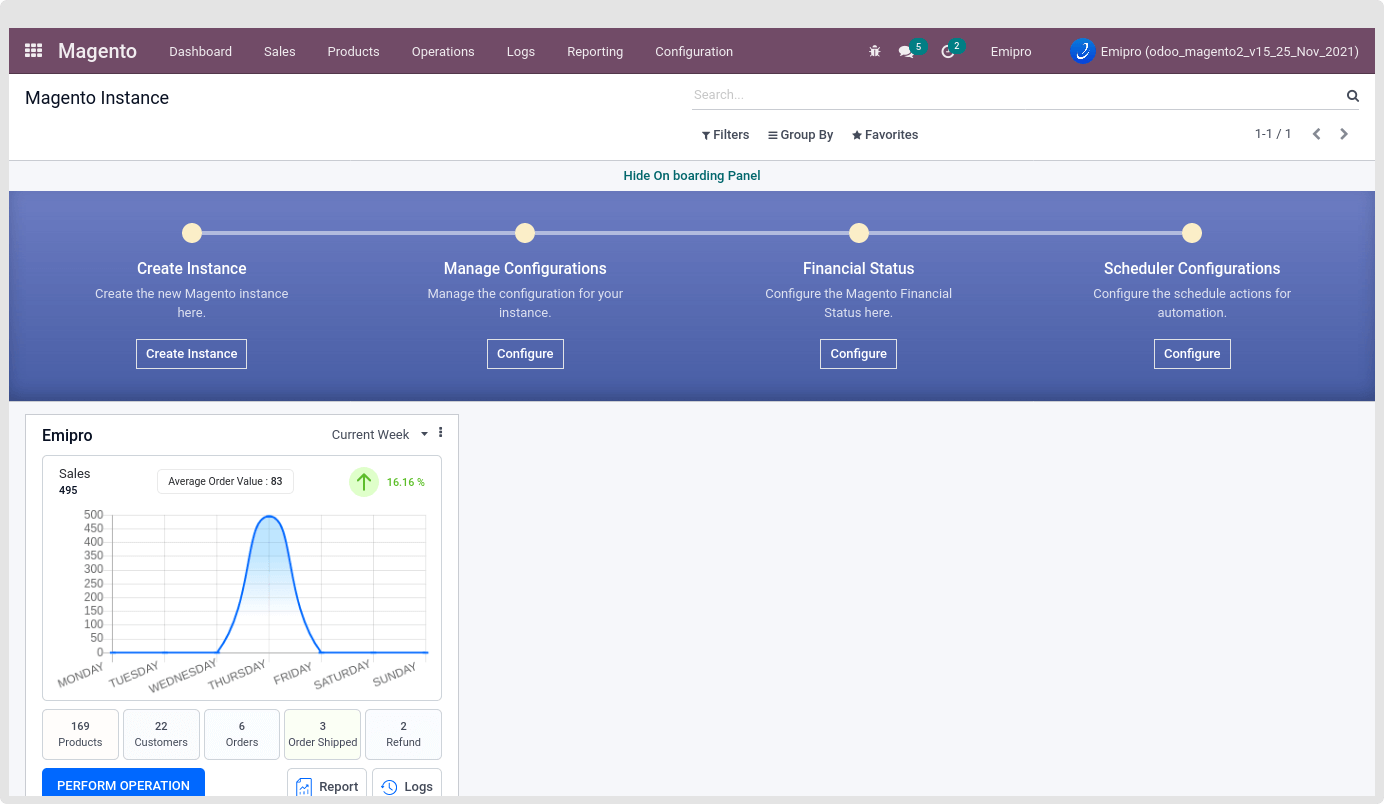 Magento Dashboard Sales Products Operations Logs Reporting Configuration 5 2 Emipro Emipro (odoo_magento2_v15_25_Nov_2021)
Magento Instance
Search...
Filters Group By Favorites 1-1 / 1
Hide On boarding Panel
Create Instance
Create the new Magento instance
here.
Create Instance
Manage Configurations
Manage the configuration for your
instance.
Configure
Financial Status
Configure the Magento Financial
Status here.
Configure
Scheduler Configurations
Configure the schedule actions for
automation.
Configure
Emipro Current Week
Sales
495
Average Order Value : 83
16.16 %
500
450
400
350
300
250
200
150
100
50
0
MONDAY TUESDAY WEDNESDAY THURSDAY FRIDAY SATURDAY SUNDAY
169
Products
22
Customers
6
Orders
3
Order Shipped
2
Refund
PERFORM OPERATION Report Logs